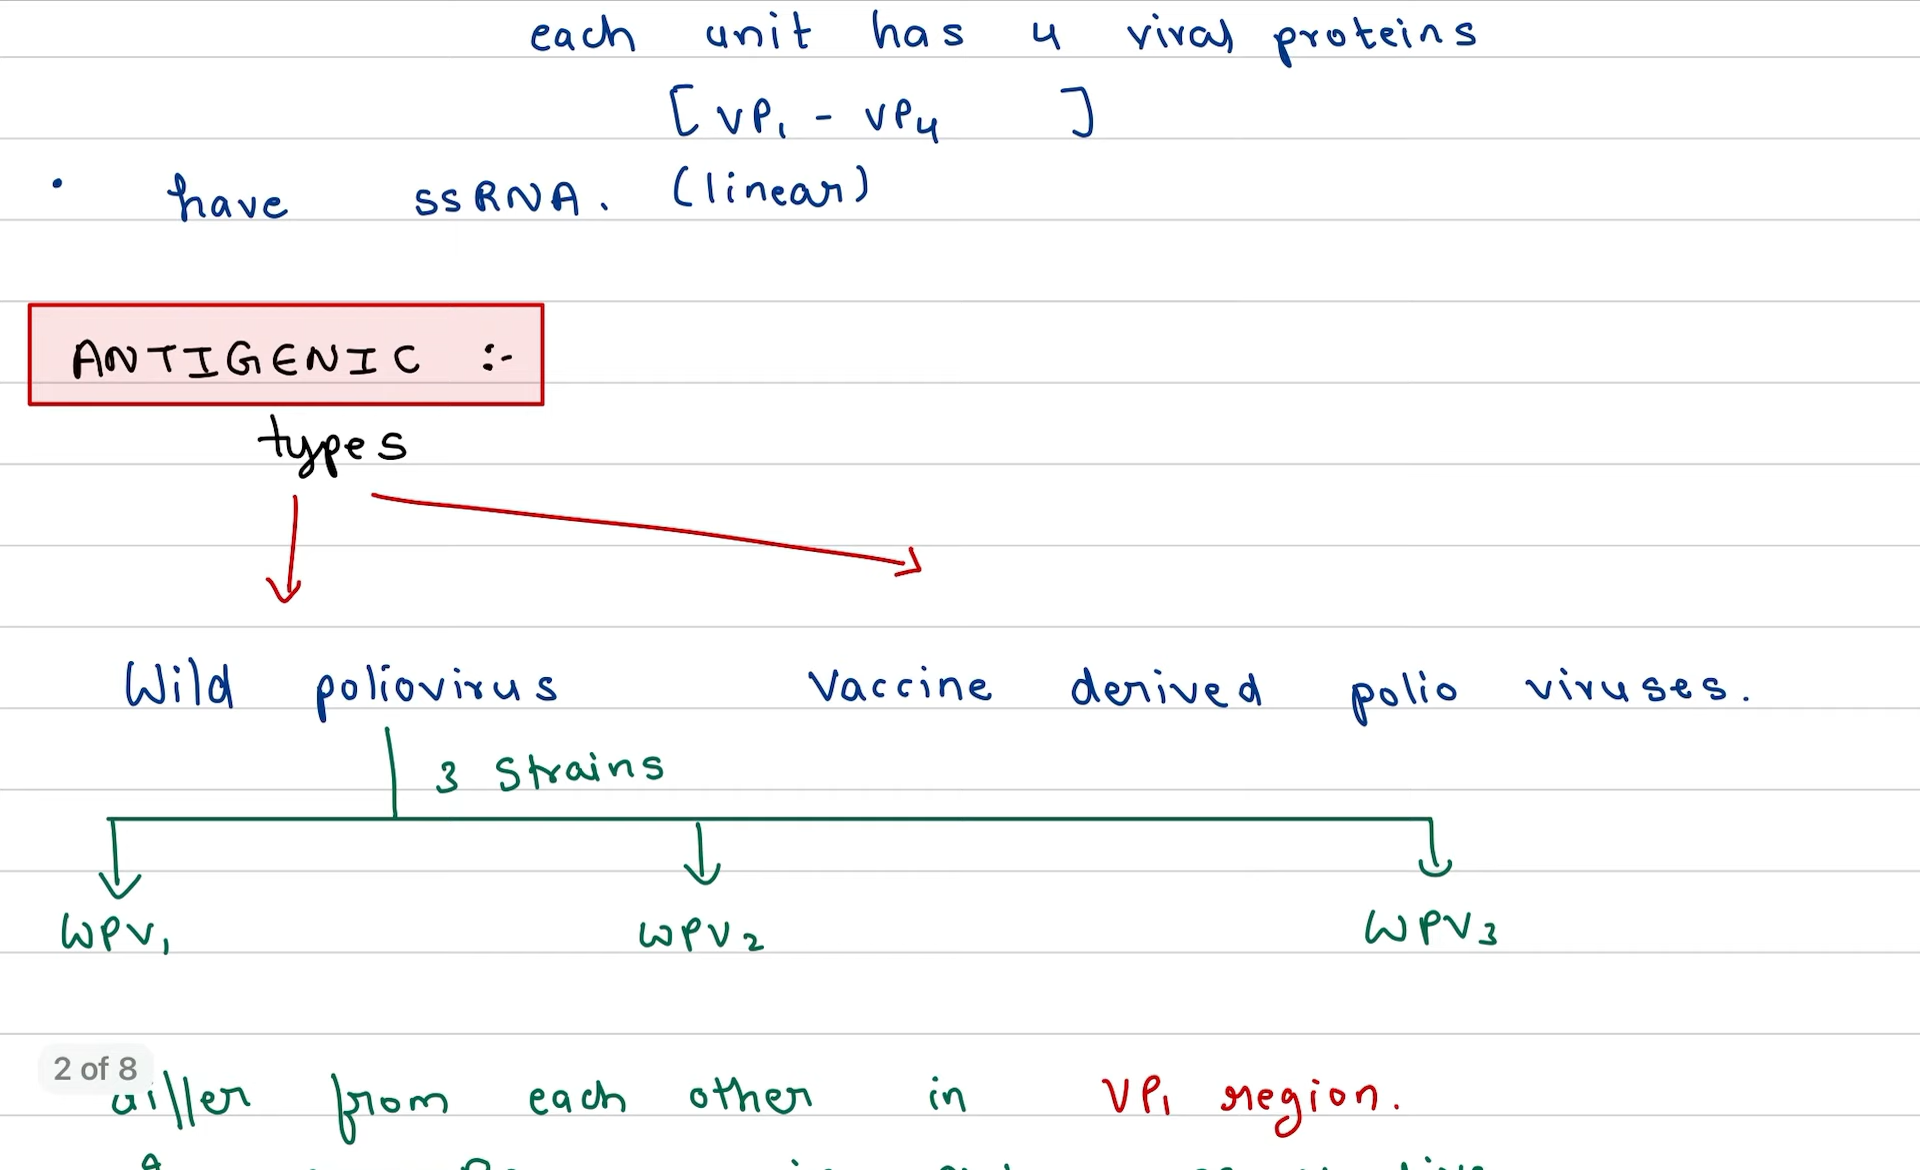 each unit has 4 viral proteins
[VP1 - VP4 ]
• have ssRNA. (linear)
ANTIGENIC :-
types
Wild poliovirus Vaccine derived polio viruses.
3 strains
WPV1 WPV2 WPV3
2 of 8
differ from each other in VP1 region.